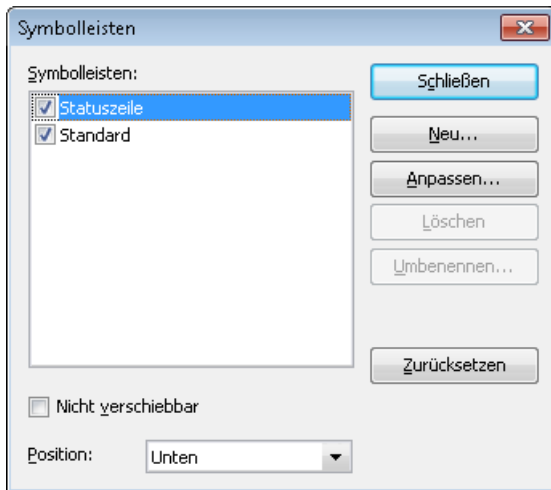 Symbolleisten
Symbolleisten:
Statuszeile
Standard
Schließen
Neu...
Anpassen...
Löschen
Umbenennen...
Zurücksetzen
Nicht verschiebbar
Position:
Unten